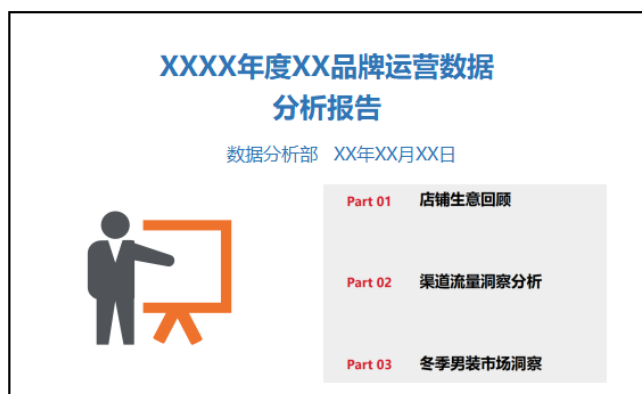 XXXX年度XX品牌运营数据
分析报告
数据分析部 XX年XX月XX日
Part 01 店铺生意回顾
Part 02 渠道流量洞察分析
Part 03 冬季男装市场洞察